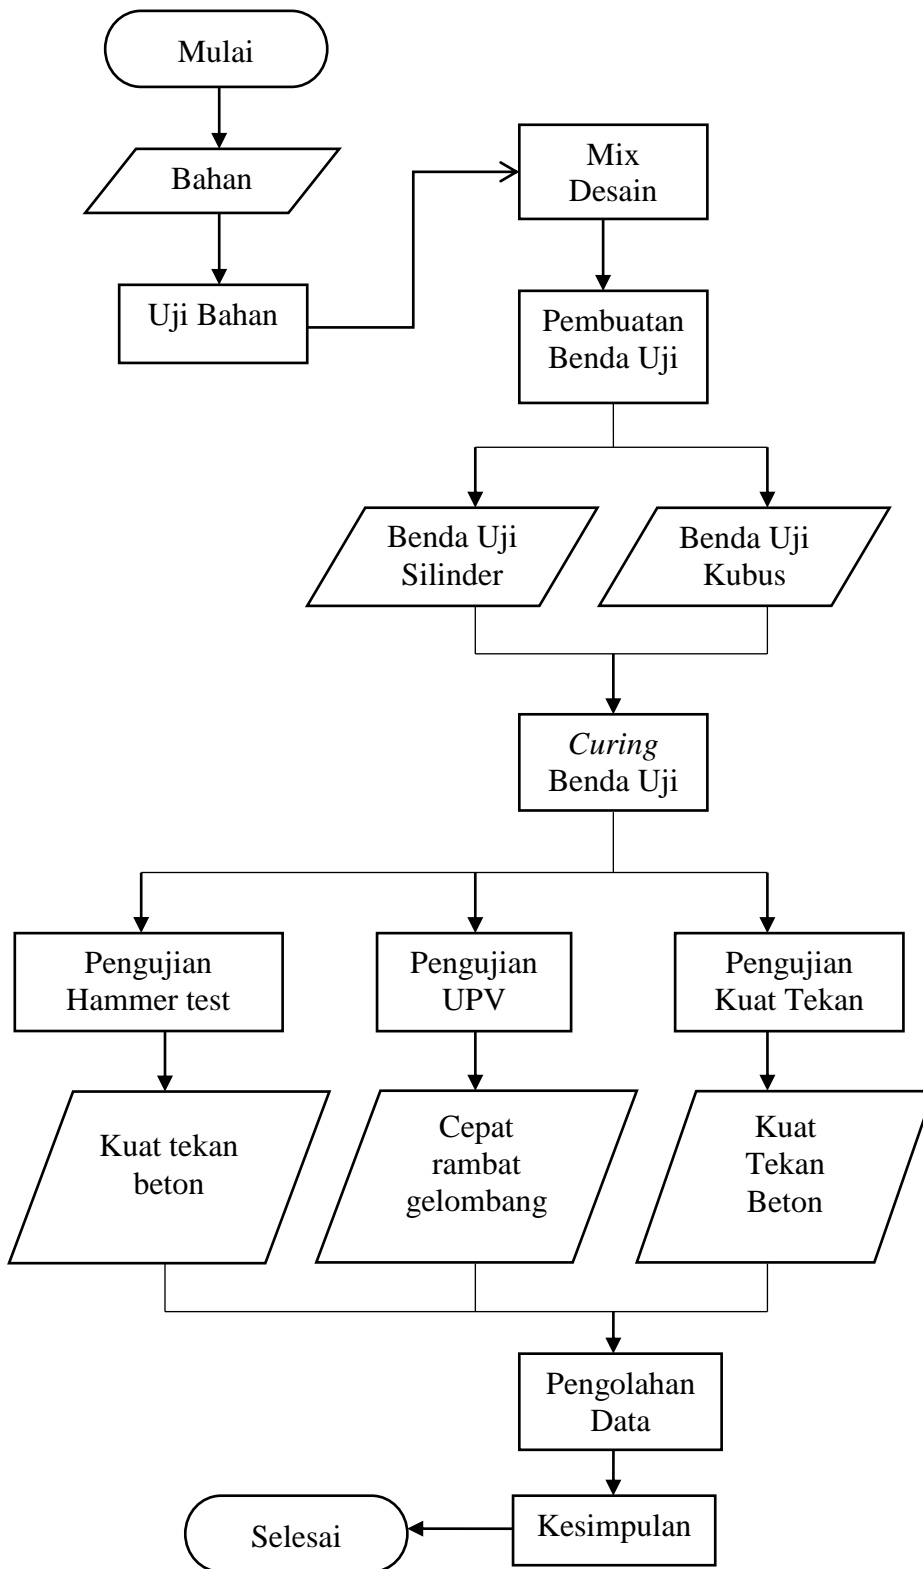 Mulai
Bahan
Uji Bahan
Mix
Desain
Pembuatan
Benda Uji
Benda Uji
Silinder
Benda Uji
Kubus
Curing
Benda Uji
Pengujian
Hammer test
Pengujian
UPV
Pengujian
Kuat Tekan
Kuat tekan
beton
Cepat
rambat
gelombang
Kuat
Tekan
Beton
Pengolahan
Data
Kesimpulan
Selesai